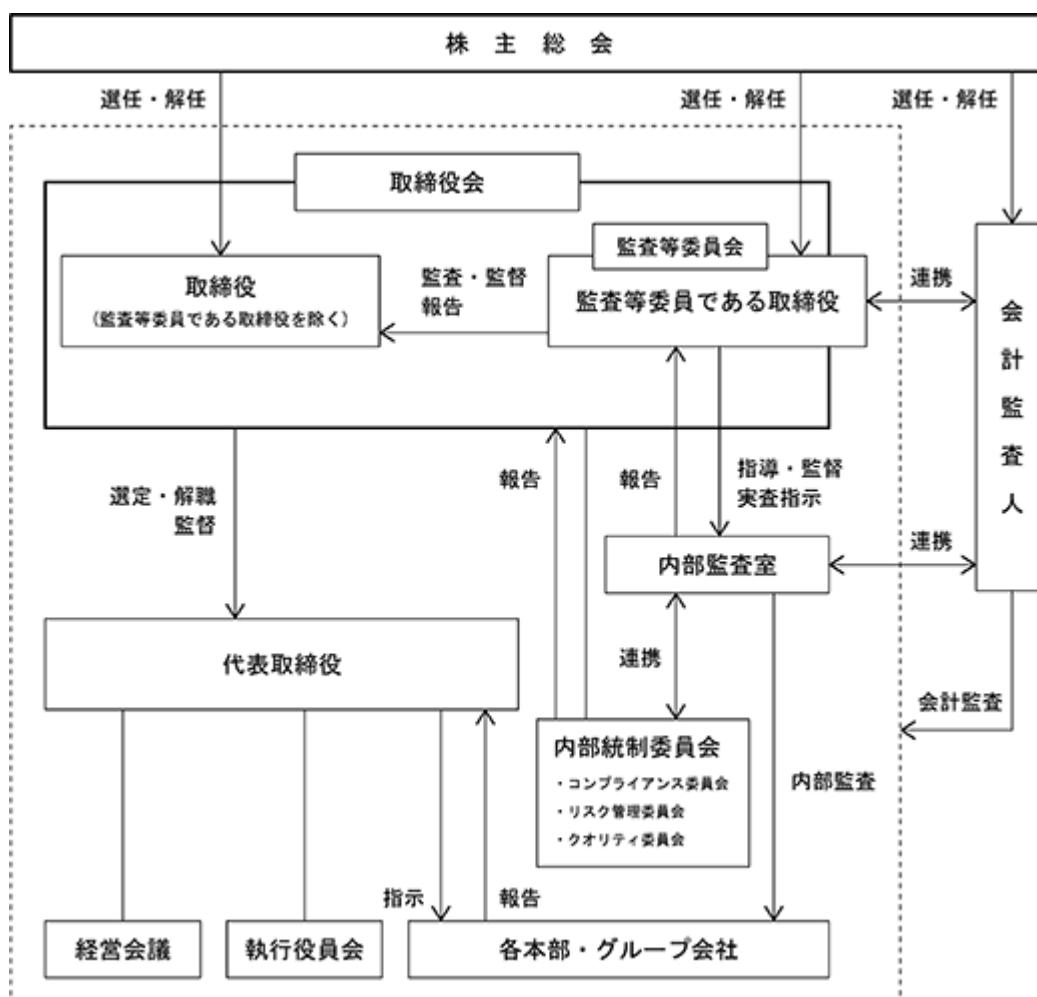 株主総会
選任・解任
選任・解任
選任・解任
取締役会
監査等委員会
取締役
（監査等委員である取締役を除く）
監査・監督
報告
監査等委員である取締役
連携
会計監査人
選定・解職
監督
報告
報告
指導・監督
実査指示
内部監査室
連携
代表取締役
連携
会計監査
内部統制委員会
・コンプライアンス委員会
・リスク管理委員会
・クオリティ委員会
内部監査
指示
報告
経営会議
執行役員会
各本部・グループ会社